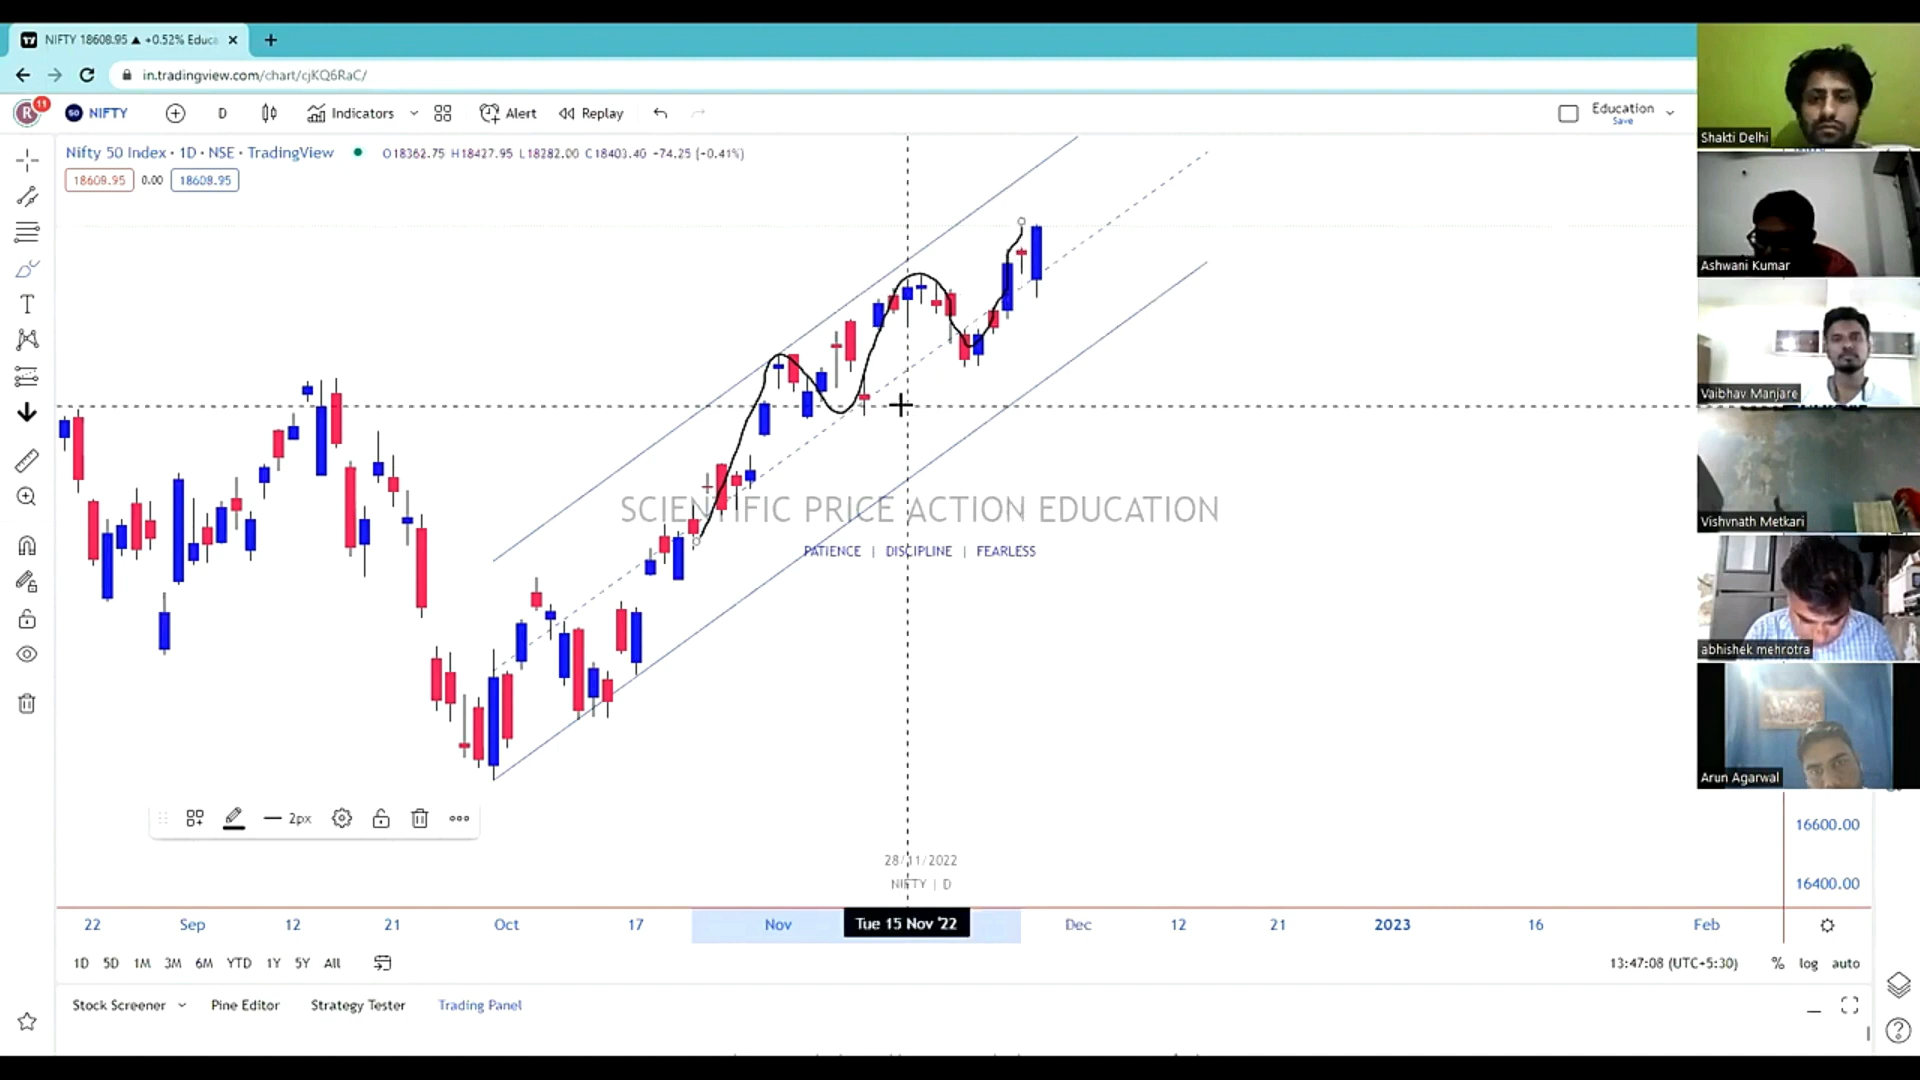 NIFTY 18608.95 ▲ +0.52% Educa
in.tradingview.com/chart/cjKQ6RaC/
R 11 50 NIFTY D Indicators Alert Replay Education
Save
Nifty 50 Index · 1D · NSE · TradingView O18362.75 H18427.95 L18282.00 C18403.40 -74.25 (-0.41%)
18608.95 0.00 18608.95
Shakti Delhi
Ashwani Kumar
Vaibhav Manjare
Vishvnath Metkari
abhishek mehrotra
Arun Agarwal
SCIENTIFIC PRICE ACTION EDUCATION
PATIENCE | DISCIPLINE | FEARLESS
2px
16600.00
28/11/2022
NIFTY | D
16400.00
22 Sep 12 21 Oct 17 Nov Tue 15 Nov '22 Dec 12 21 2023 16 Feb
1D 5D 1M 3M 6M YTD 1Y 5Y All 13:47:08 (UTC+5:30) % log auto
Stock Screener Pine Editor Strategy Tester Trading Panel